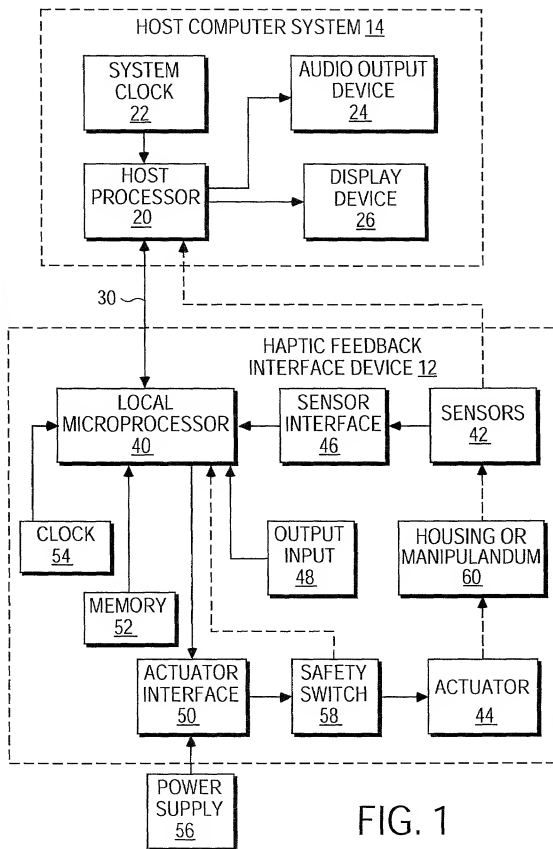 HOST COMPUTER SYSTEM 14
SYSTEM
CLOCK
22
AUDIO OUTPUT
DEVICE
24
HOST
PROCESSOR
20
DISPLAY
DEVICE
26
30
HAPTIC FEEDBACK
INTERFACE DEVICE 12
LOCAL
MICROPROCESSOR
40
SENSOR
INTERFACE
46
SENSORS
42
CLOCK
54
OUTPUT
INPUT
48
HOUSING OR
MANIPULANDUM
60
MEMORY
52
ACTUATOR
INTERFACE
50
SAFETY
SWITCH
58
ACTUATOR
44
POWER
SUPPLY
56
FIG. 1